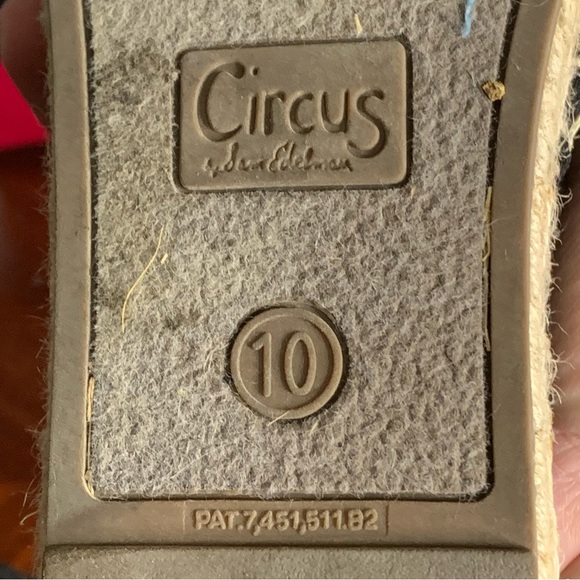 Circus
by Sam Edelman
10
PAT.7,451,511.B2